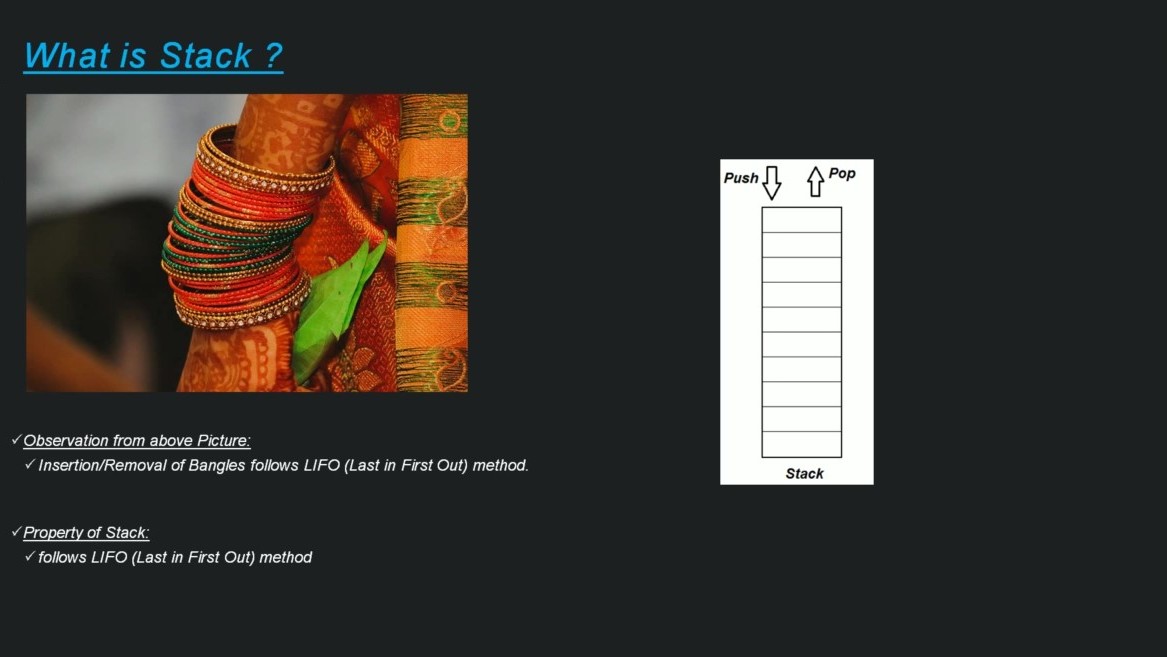 What is Stack ?
Push
Pop
Stack
✓Observation from above Picture:
✓Insertion/Removal of Bangles follows LIFO (Last in First Out) method.
✓Property of Stack:
✓follows LIFO (Last in First Out) method